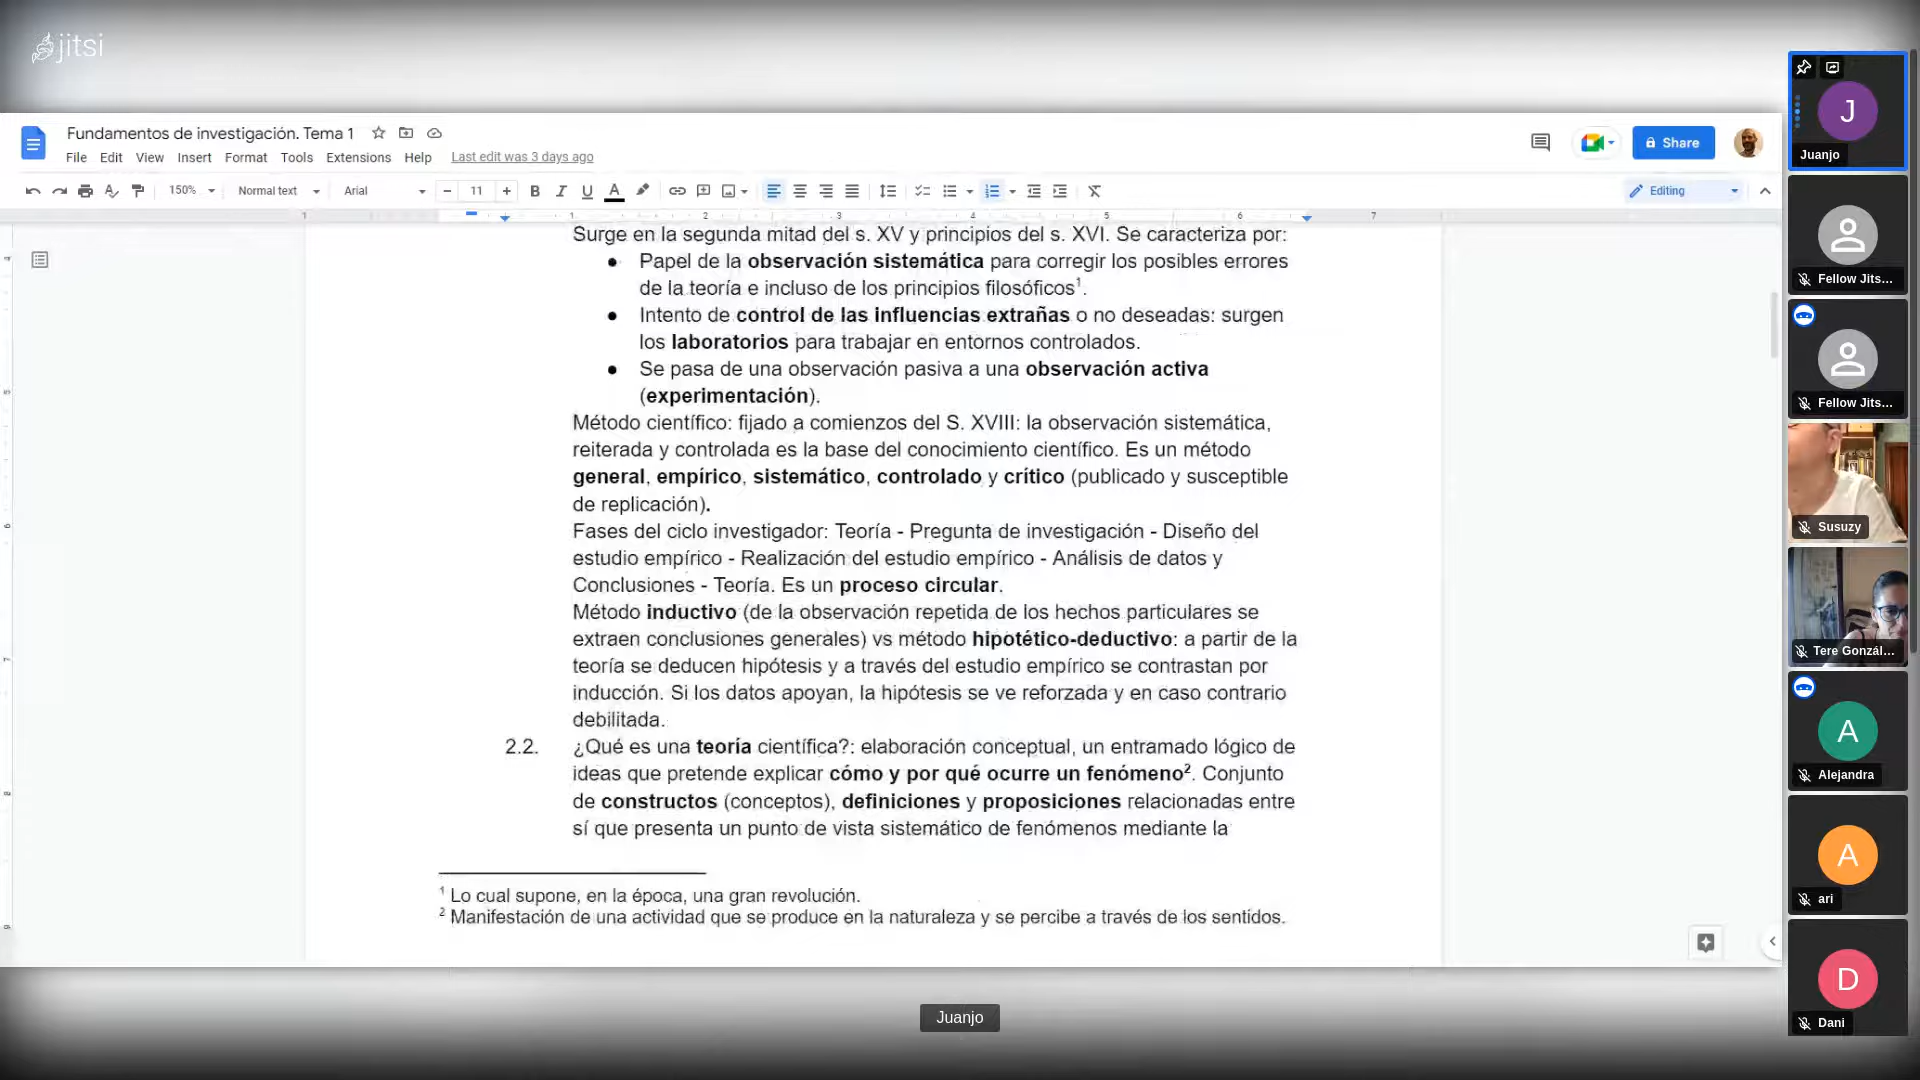 jitsi
Fundamentos de investigación. Tema 1
File Edit View Insert Format Tools Extensions Help Last edit was 3 days ago
Share
150% Normal text Arial 11 Editing
1 1 2 3 4 5 6 7
Surge en la segunda mitad del s. XV y principios del s. XVI. Se caracteriza por:
● Papel de la observación sistemática para corregir los posibles errores
de la teoría e incluso de los principios filosóficos1.
● Intento de control de las influencias extrañas o no deseadas: surgen
los laboratorios para trabajar en entornos controlados.
● Se pasa de una observación pasiva a una observación activa
(experimentación).
Método científico: fijado a comienzos del S. XVIII: la observación sistemática,
reiterada y controlada es la base del conocimiento científico. Es un método
general, empírico, sistemático, controlado y crítico (publicado y susceptible
de replicación).
Fases del ciclo investigador: Teoría - Pregunta de investigación - Diseño del
estudio empírico - Realización del estudio empírico - Análisis de datos y
Conclusiones - Teoría. Es un proceso circular.
Método inductivo (de la observación repetida de los hechos particulares se
extraen conclusiones generales) vs método hipotético-deductivo: a partir de la
teoría se deducen hipótesis y a través del estudio empírico se contrastan por
inducción. Si los datos apoyan, la hipótesis se ve reforzada y en caso contrario
debilitada.
2.2. ¿Qué es una teoría científica?: elaboración conceptual, un entramado lógico de
ideas que pretende explicar cómo y por qué ocurre un fenómeno2. Conjunto
de constructos (conceptos), definiciones y proposiciones relacionadas entre
sí que presenta un punto de vista sistemático de fenómenos mediante la
1 Lo cual supone, en la época, una gran revolución.
2 Manifestación de una actividad que se produce en la naturaleza y se percibe a través de los sentidos.
Juanjo
J
Juanjo
Fellow Jits...
Fellow Jits...
Susuzy
Tere Gonzál...
A
Alejandra
A
ari
D
Dani